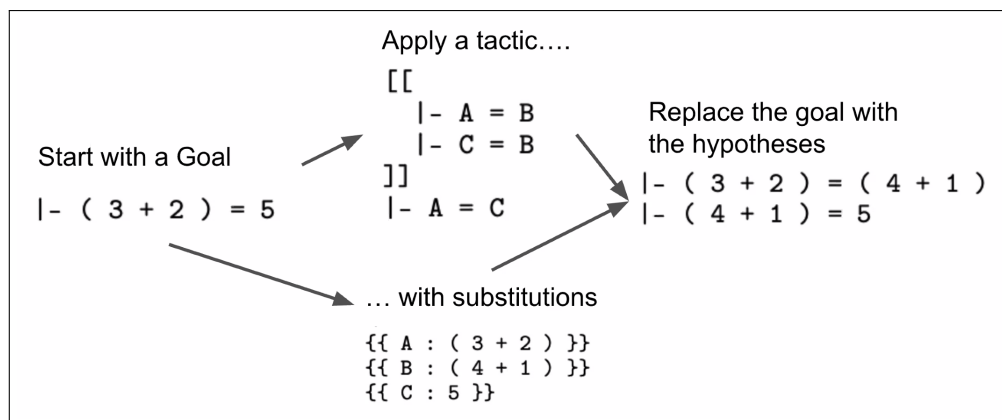 Start with a Goal
|- ( 3 + 2 ) = 5
Apply a tactic....
[[
|- A = B
|- C = B
]]
|- A = C
... with substitutions
{{ A : ( 3 + 2 ) }}
{{ B : ( 4 + 1 ) }}
{{ C : 5 }}
Replace the goal with
the hypotheses
|- ( 3 + 2 ) = ( 4 + 1 )
|- ( 4 + 1 ) = 5